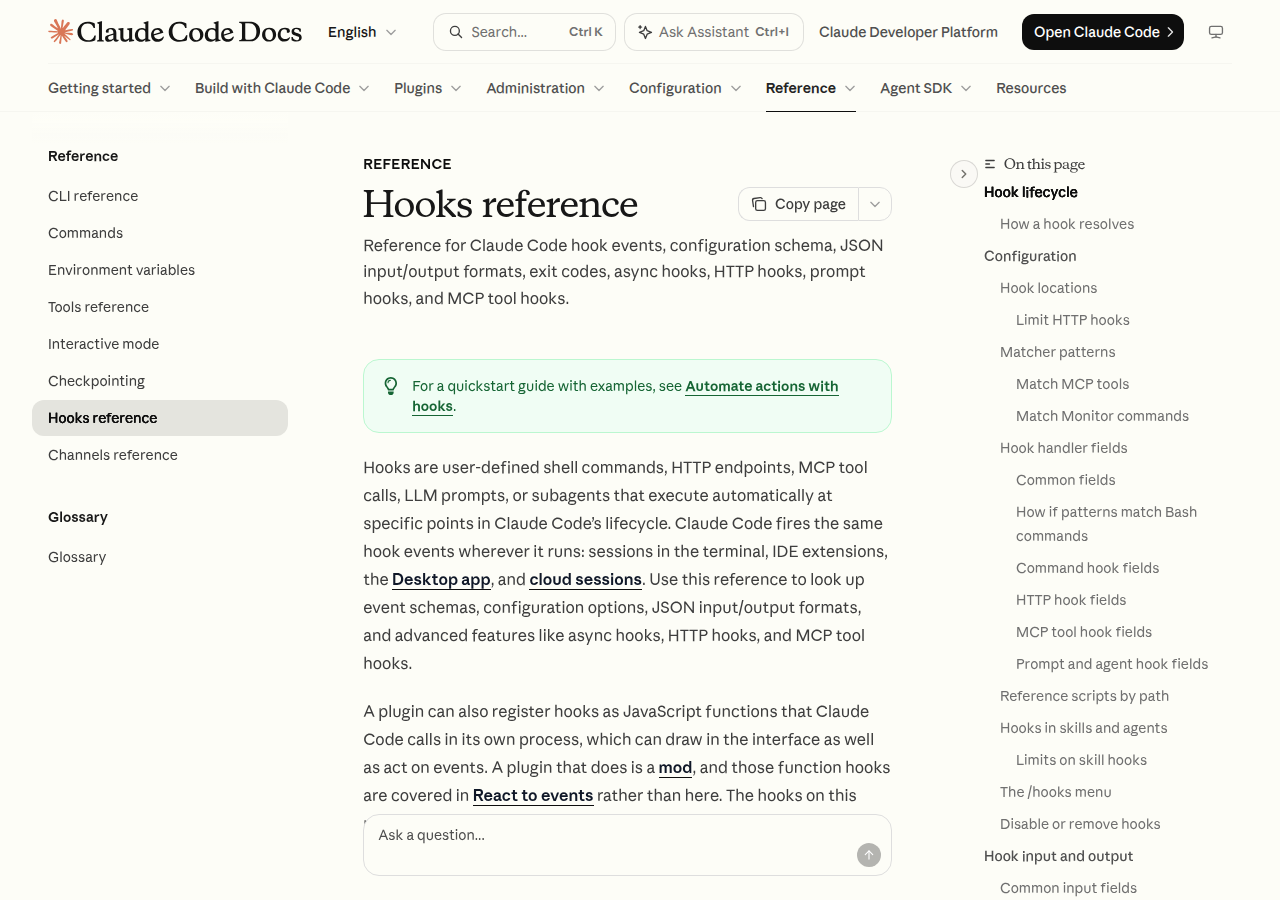 Claude Code Docs
English
Search...
Ctrl K
Ask Assistant
Ctrl+I
Claude Developer Platform
Open Claude Code
Getting started
Build with Claude Code
Plugins
Administration
Configuration
Reference
Agent SDK
Resources
Reference
CLI reference
Commands
Environment variables
Tools reference
Interactive mode
Checkpointing
Hooks reference
Channels reference
Glossary
Glossary
REFERENCE
Hooks reference
Copy page
Reference for Claude Code hook events, configuration schema, JSON
input/output formats, exit codes, async hooks, HTTP hooks, prompt
hooks, and MCP tool hooks.
For a quickstart guide with examples, see Automate actions with
hooks.
Hooks are user-defined shell commands, HTTP endpoints, MCP tool
calls, LLM prompts, or subagents that execute automatically at
specific points in Claude Code’s lifecycle. Claude Code fires the same
hook events wherever it runs: sessions in the terminal, IDE extensions,
the Desktop app, and cloud sessions. Use this reference to look up
event schemas, configuration options, JSON input/output formats,
and advanced features like async hooks, HTTP hooks, and MCP tool
hooks.
A plugin can also register hooks as JavaScript functions that Claude
Code calls in its own process, which can draw in the interface as well
as act on events. A plugin that does is a mod, and those function hooks
are covered in React to events rather than here. The hooks on this
Ask a question...
On this page
Hook lifecycle
How a hook resolves
Configuration
Hook locations
Limit HTTP hooks
Matcher patterns
Match MCP tools
Match Monitor commands
Hook handler fields
Common fields
How if patterns match Bash
commands
Command hook fields
HTTP hook fields
MCP tool hook fields
Prompt and agent hook fields
Reference scripts by path
Hooks in skills and agents
Limits on skill hooks
The /hooks menu
Disable or remove hooks
Hook input and output
Common input fields